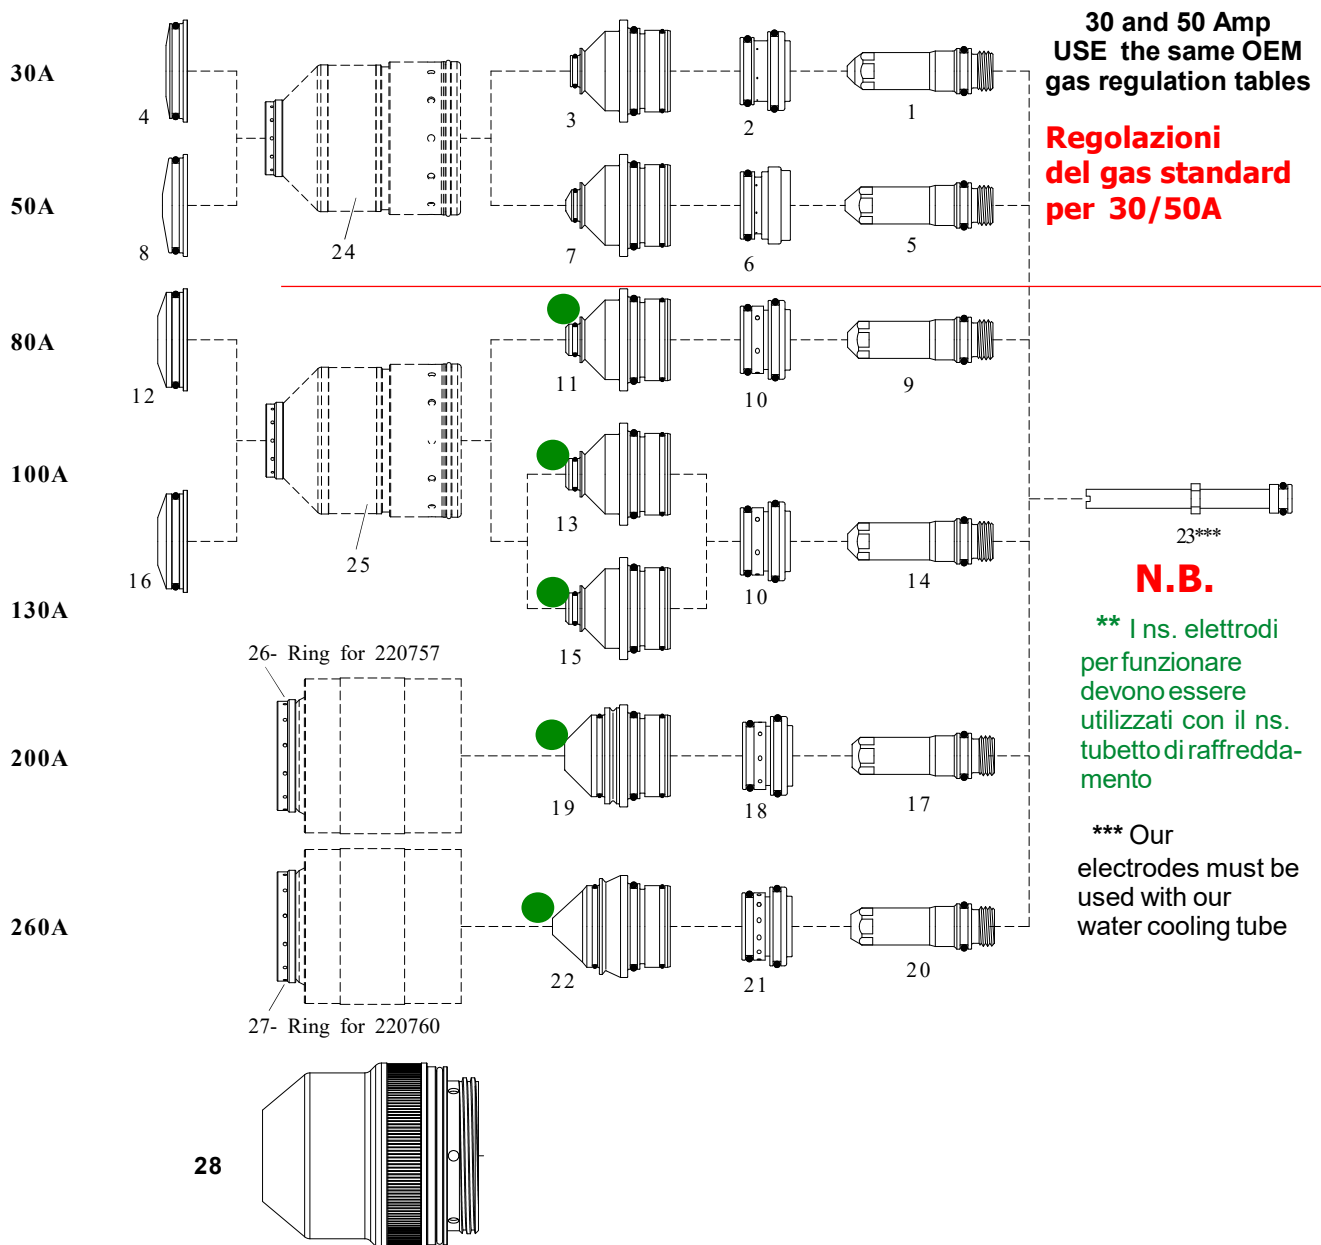 30 and 50 Amp
USE the same OEM
gas regulation tables
30A
4
3
2
1
Regolazioni
del gas standard
per 30/50A
50A
8
24
7
6
5
80A
12
11
10
9
100A
13
23***
16
25
10
14
130A
15
N.B.
** I ns. elettrodi
per funzionare
devono essere
utilizzati con il ns.
tubetto di raffredda-
mento
26- Ring for 220757
200A
19
18
17
*** Our
electrodes must be
used with our
water cooling tube
260A
22
21
20
27- Ring for 220760
28